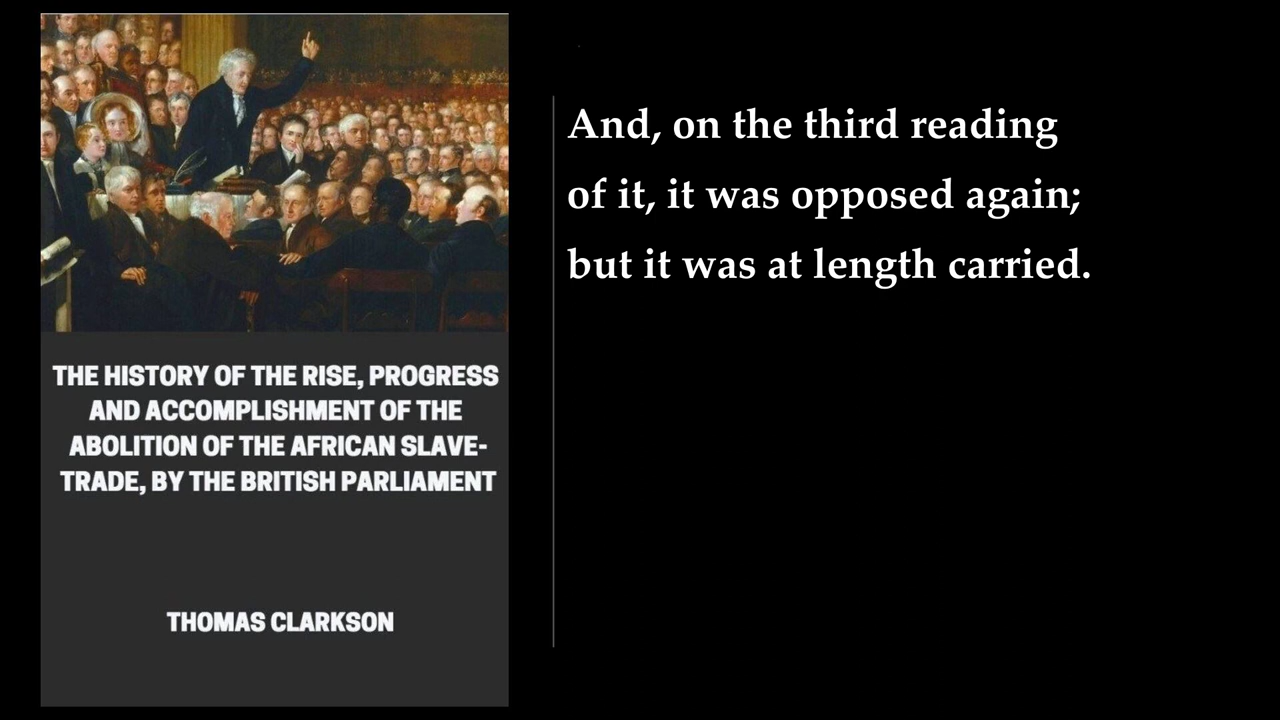 THE HISTORY OF THE RISE, PROGRESS
AND ACCOMPLISHMENT OF THE
ABOLITION OF THE AFRICAN SLAVE-
TRADE, BY THE BRITISH PARLIAMENT
THOMAS CLARKSON
And, on the third reading
of it, it was opposed again;
but it was at length carried.